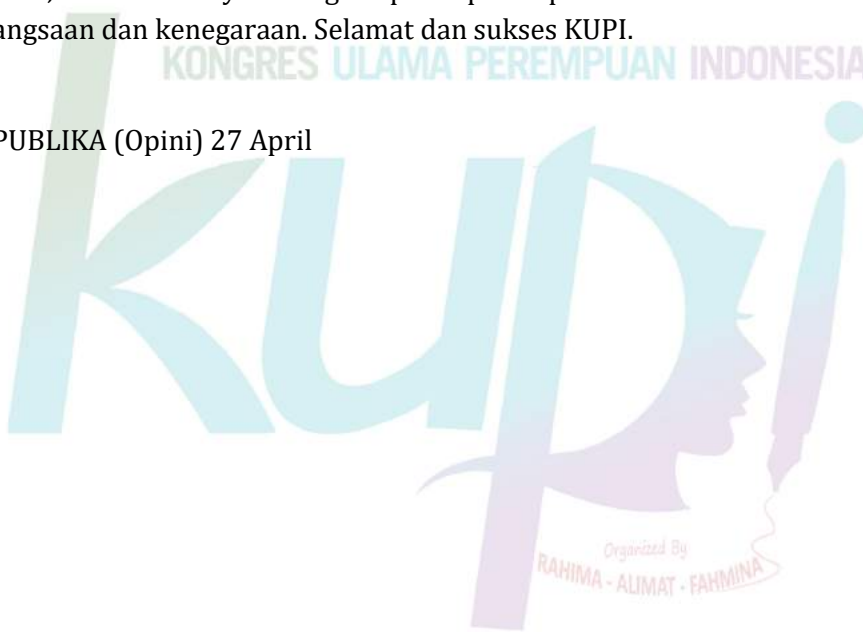 angsaan dan kenegaraan. Selamat dan sukses KUPI.
KONGRES ULAMA PEREMPUAN INDONESIA
PUBLIKA (Opini) 27 April
kupi
Organized By
RAHIMA - ALIMAT - FAHMINA